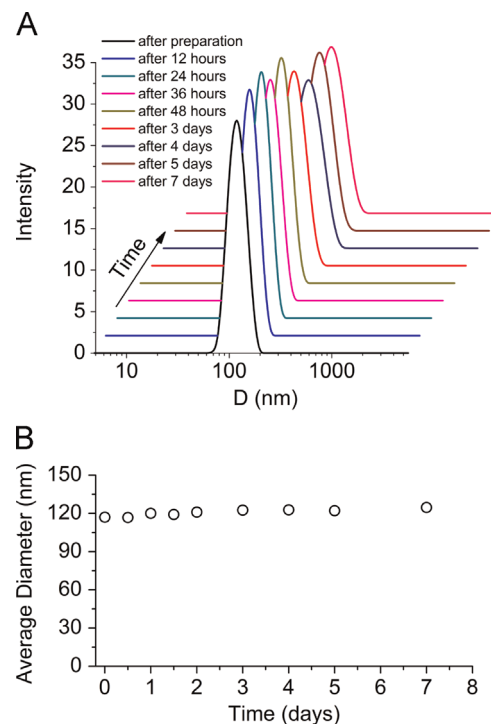 A
after preparation
after 12 hours
after 24 hours
after 36 hours
after 48 hours
after 3 days
after 4 days
after 5 days
after 7 days
35
30
25
20
15
10
5
0
Intensity
Time
10
100
1000
D (nm)
B
150
120
90
60
30
0
Average Diameter (nm)
0
1
2
3
4
5
6
7
8
Time (days)